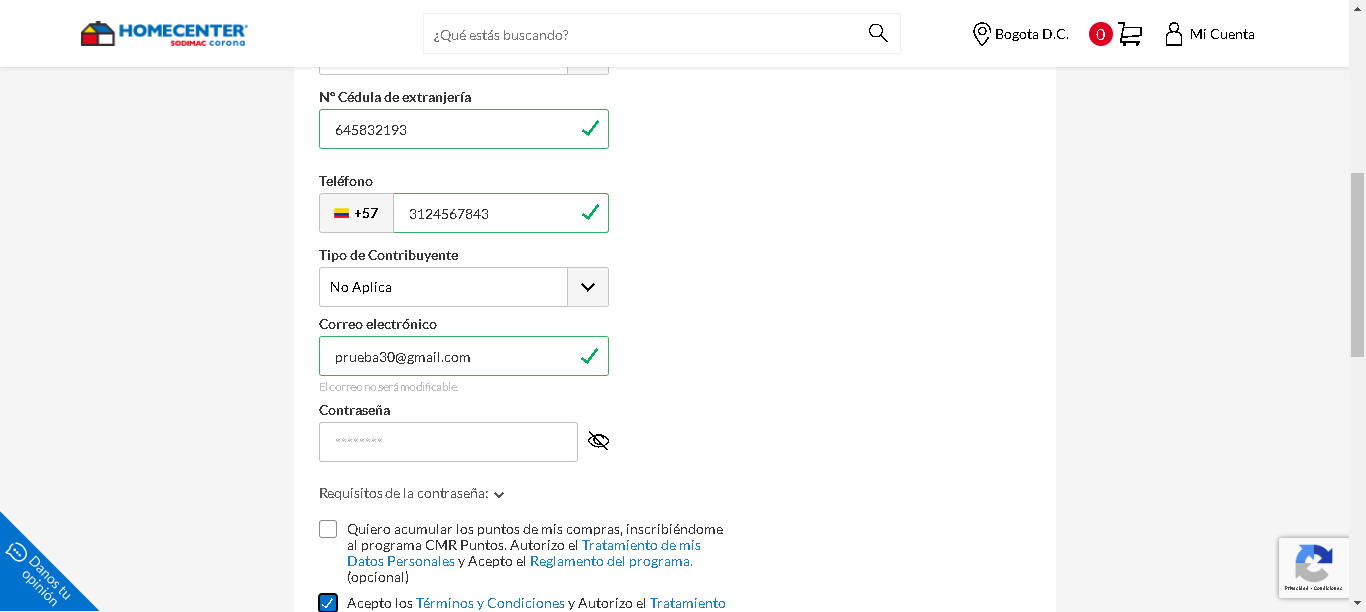 HOMECENTER
SODIMAC corona
¿Qué estás buscando?
Bogota D.C.
0
Mi Cuenta
N° Cédula de extranjería
645832193
Teléfono
+57
3124567843
Tipo de Contribuyente
No Aplica
Correo electrónico
prueba30@gmail.com
El correo no será modificable.
Contraseña
********
Requisitos de la contraseña:
Quiero acumular los puntos de mis compras, inscribiéndome
al programa CMR Puntos. Autorizo el Tratamiento de mis
Datos Personales y Acepto el Reglamento del programa.
(opcional)
Acepto los Términos y Condiciones y Autorizo el Tratamiento
Danos tu
opinión
Privacidad - Condiciones